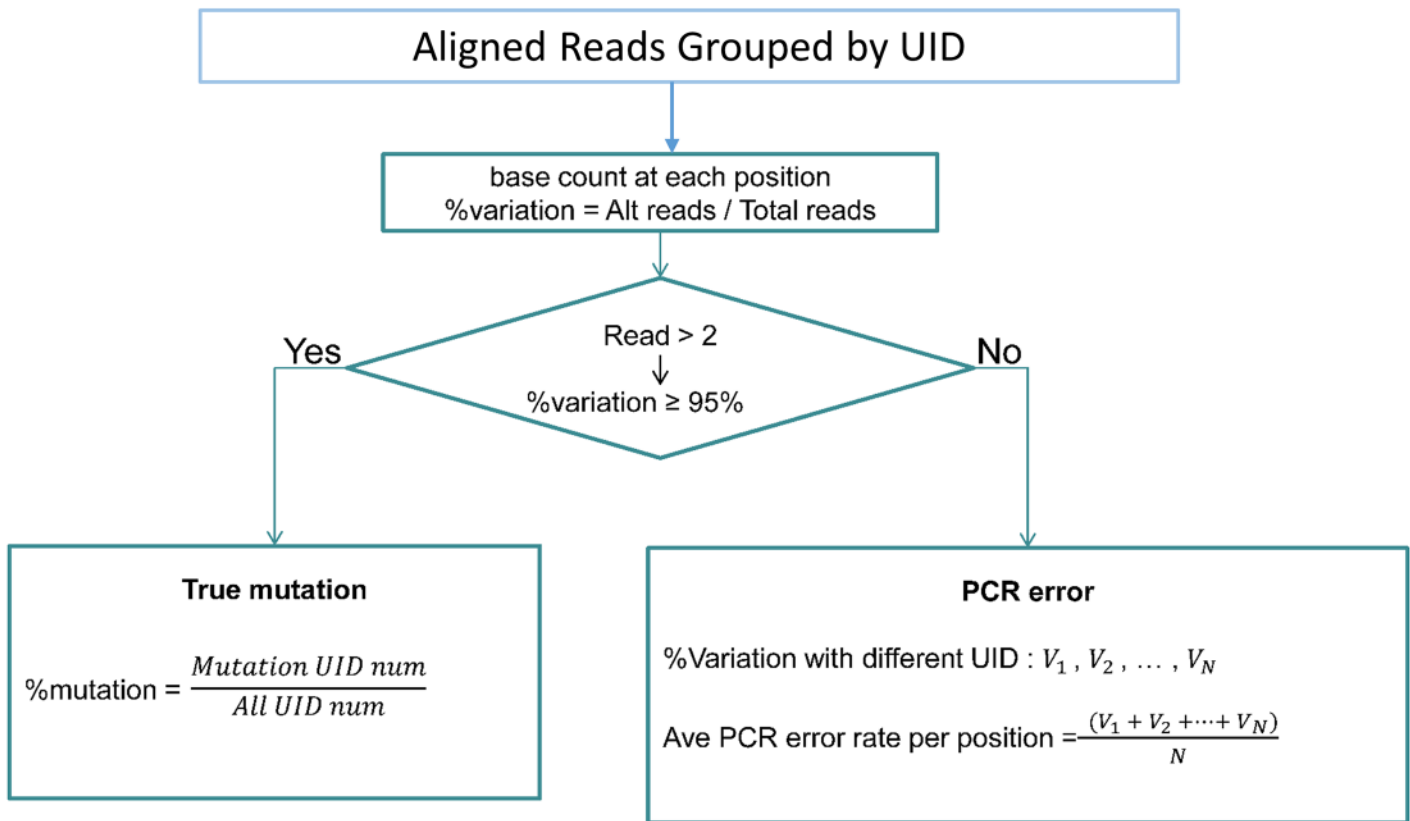 Aligned Reads Grouped by UID
base count at each position
%variation = Alt reads / Total reads
Yes
Read > 2
No
%variation ≥ 95%
True mutation
%mutation = Mutation UID num / All UID num
PCR error
%Variation with different UID : V₁ , V₂ , … , V_N
Ave PCR error rate per position = (V₁ + V₂ +⋯+ V_N) / N